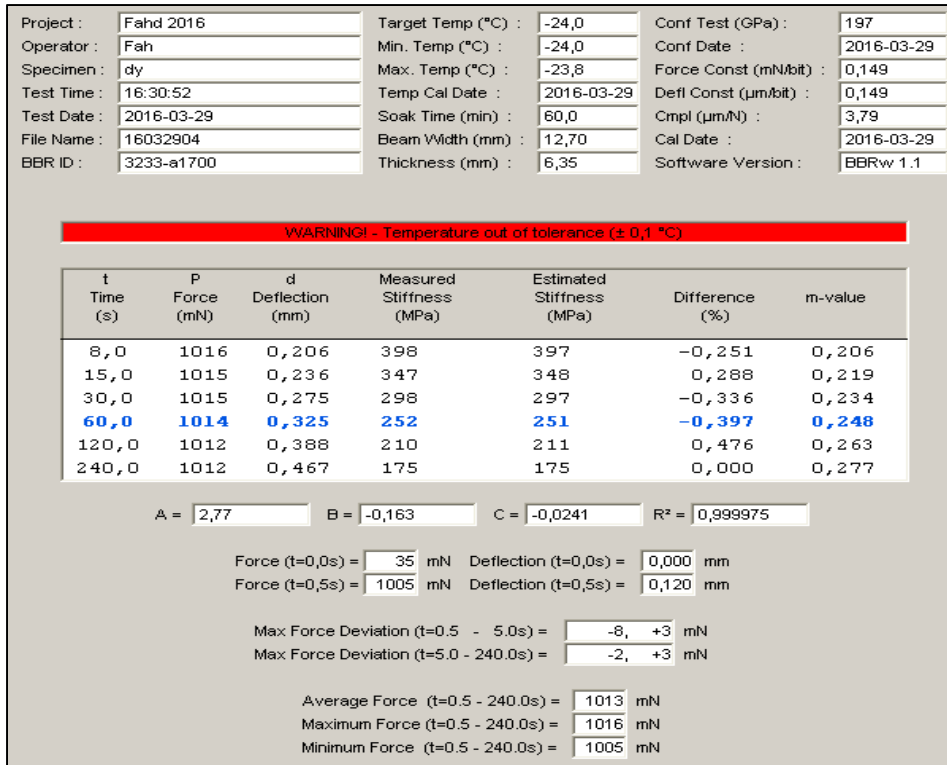 Project : Fahd 2016 Target Temp (°C) : -24,0 Conf Test (GPa) : 197
Operator : Fah Min. Temp (°C) : -24,0 Conf Date : 2016-03-29
Specimen : dy Max. Temp (°C) : -23,8 Force Const (mN/bit) : 0,149
Test Time : 16:30:52 Temp Cal Date : 2016-03-29 Defl Const (µm/bit) : 0,149
Test Date : 2016-03-29 Soak Time (min) : 60,0 Cmpl (µm/N) : 3,79
File Name : 16032904 Beam Width (mm) : 12,70 Cal Date : 2016-03-29
BBR ID : 3233-a1700 Thickness (mm) : 6,35 Software Version : BBRw 1.1
WARNING! - Temperature out of tolerance (± 0,1 °C)
t P d Measured Estimated
Time Force Deflection Stiffness Stiffness Difference m-value
(s) (mN) (mm) (MPa) (MPa) (%)
8,0 1016 0,206 398 397 -0,251 0,206
15,0 1015 0,236 347 348 0,288 0,219
30,0 1015 0,275 298 297 -0,336 0,234
60,0 1014 0,325 252 251 -0,397 0,248
120,0 1012 0,388 210 211 0,476 0,263
240,0 1012 0,467 175 175 0,000 0,277
A = 2,77 B = -0,163 C = -0,0241 R² = 0,999975
Force (t=0,0s) = 35 mN Deflection (t=0,0s) = 0,000 mm
Force (t=0,5s) = 1005 mN Deflection (t=0,5s) = 0,120 mm
Max Force Deviation (t=0.5 - 5.0s) = -8, +3 mN
Max Force Deviation (t=5.0 - 240.0s) = -2, +3 mN
Average Force (t=0.5 - 240.0s) = 1013 mN
Maximum Force (t=0.5 - 240.0s) = 1016 mN
Minimum Force (t=0.5 - 240.0s) = 1005 mN